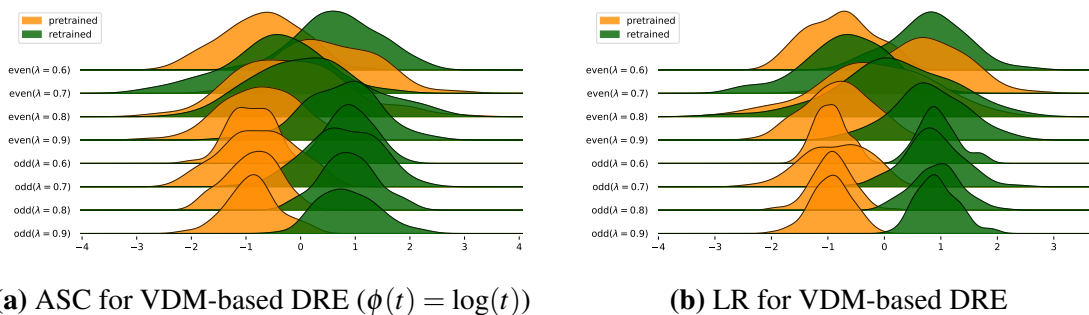 pretrained
retrained
even(λ = 0.6)
even(λ = 0.7)
even(λ = 0.8)
even(λ = 0.9)
odd(λ = 0.6)
odd(λ = 0.7)
odd(λ = 0.8)
odd(λ = 0.9)
−4 −3 −2 −1 0 1 2 3 4
pretrained
retrained
even(λ = 0.6)
even(λ = 0.7)
even(λ = 0.8)
even(λ = 0.9)
odd(λ = 0.6)
odd(λ = 0.7)
odd(λ = 0.8)
odd(λ = 0.9)
−4 −3 −2 −1 0 1 2 3
(a) ASC for VDM-based DRE (ϕ(t) = log(t))
(b) LR for VDM-based DRE